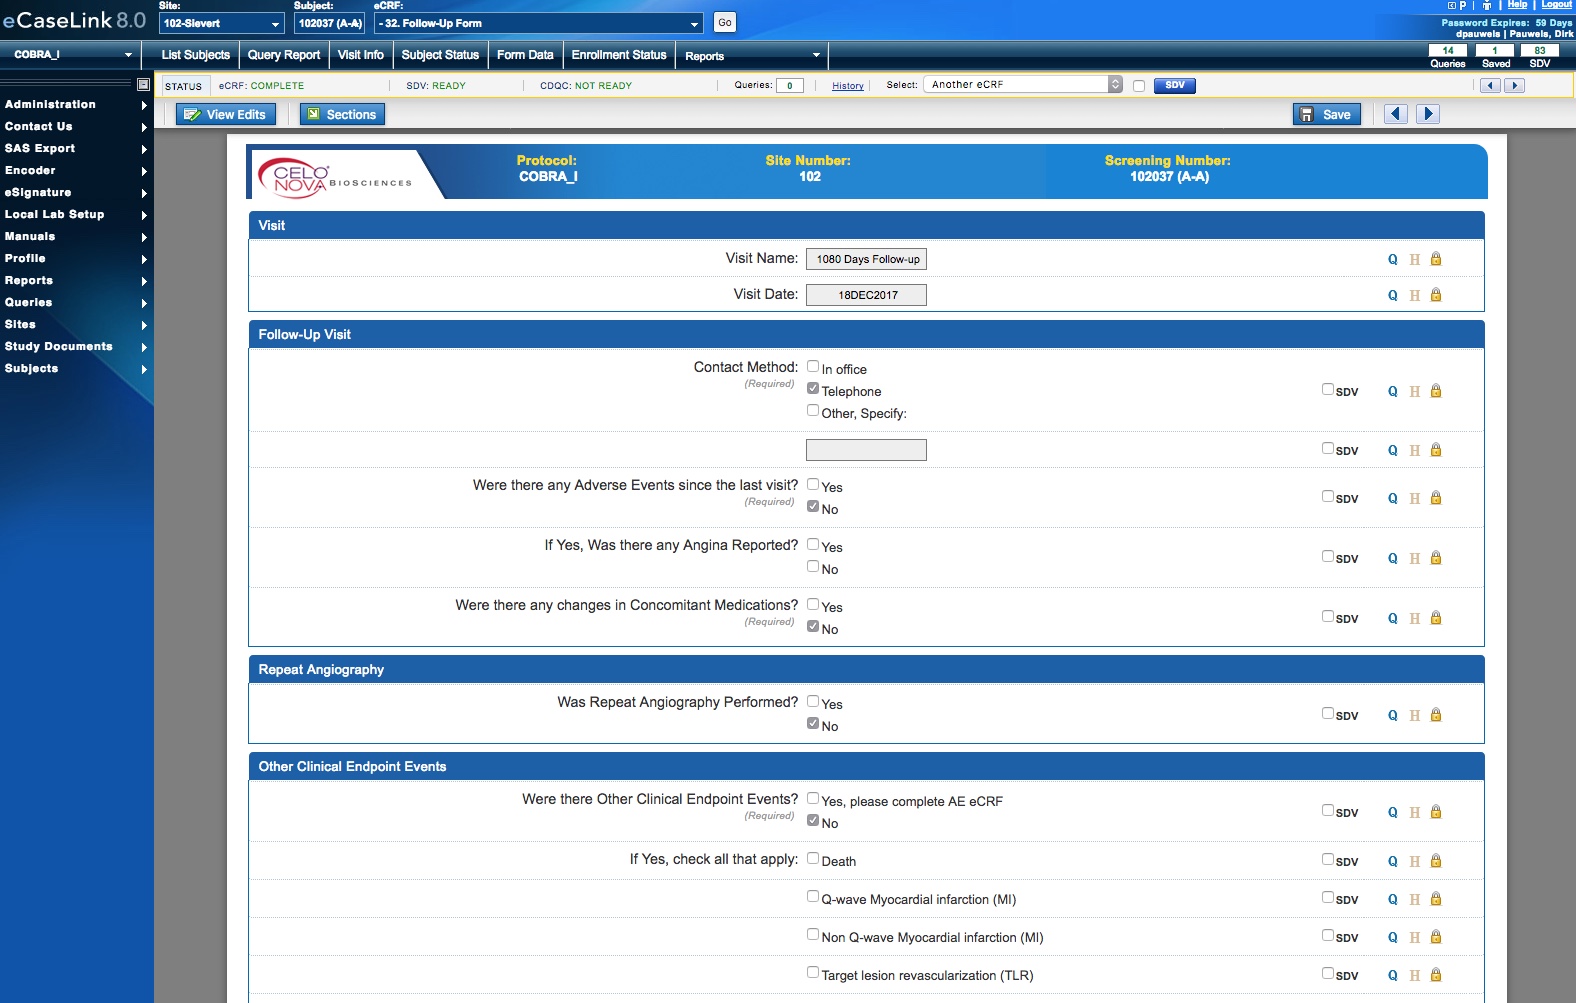 eCaseLink 8.0
Site:
102-Sievert
Subject:
102037 (A-A)
eCRF:
- 32. Follow-Up Form
Go
P | | Help | Logout
Password Expires: 59 Days
dpauwels | Pauwels, Dirk
COBRA_I
List Subjects
Query Report
Visit Info
Subject Status
Form Data
Enrollment Status
Reports
14
Queries
1
Saved
83
SDV
STATUS
eCRF: COMPLETE
SDV: READY
CDQC: NOT READY
Queries: 0
History
Select: Another eCRF
SDV
View Edits
Sections
Save
Administration
Contact Us
SAS Export
Encoder
eSignature
Local Lab Setup
Manuals
Profile
Reports
Queries
Sites
Study Documents
Subjects
CELO
NOVA BIOSCIENCES
Protocol:
COBRA_I
Site Number:
102
Screening Number:
102037 (A-A)
Visit
Visit Name: 1080 Days Follow-up Q H
Visit Date: 18DEC2017 Q H
Follow-Up Visit
Contact Method: In office
(Required)
Telephone SDV Q H
Other, Specify:
SDV Q H
Were there any Adverse Events since the last visit? Yes
(Required) SDV Q H
No
If Yes, Was there any Angina Reported? Yes
SDV Q H
No
Were there any changes in Concomitant Medications? Yes
(Required) SDV Q H
No
Repeat Angiography
Was Repeat Angiography Performed? Yes
SDV Q H
No
Other Clinical Endpoint Events
Were there Other Clinical Endpoint Events? Yes, please complete AE eCRF
(Required) SDV Q H
No
If Yes, check all that apply: Death SDV Q H
Q-wave Myocardial infarction (MI) SDV Q H
Non Q-wave Myocardial infarction (MI) SDV Q H
Target lesion revascularization (TLR) SDV Q H